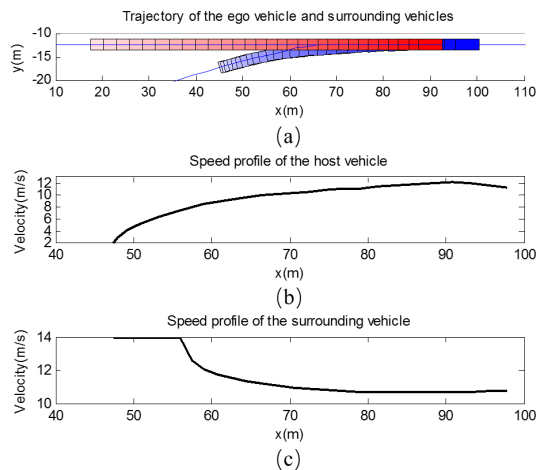 Trajectory of the ego vehicle and surrounding vehicles
-10
-15
-20
y(m)
10 20 30 40 50 60 70 80 90 100 110
x(m)
(a)
Speed profile of the host vehicle
12
10
8
6
4
2
Velocity(m/s)
40 50 60 70 80 90 100
x(m)
(b)
Speed profile of the surrounding vehicle
14
12
10
Velocity(m/s)
40 50 60 70 80 90 100
x(m)
(c)